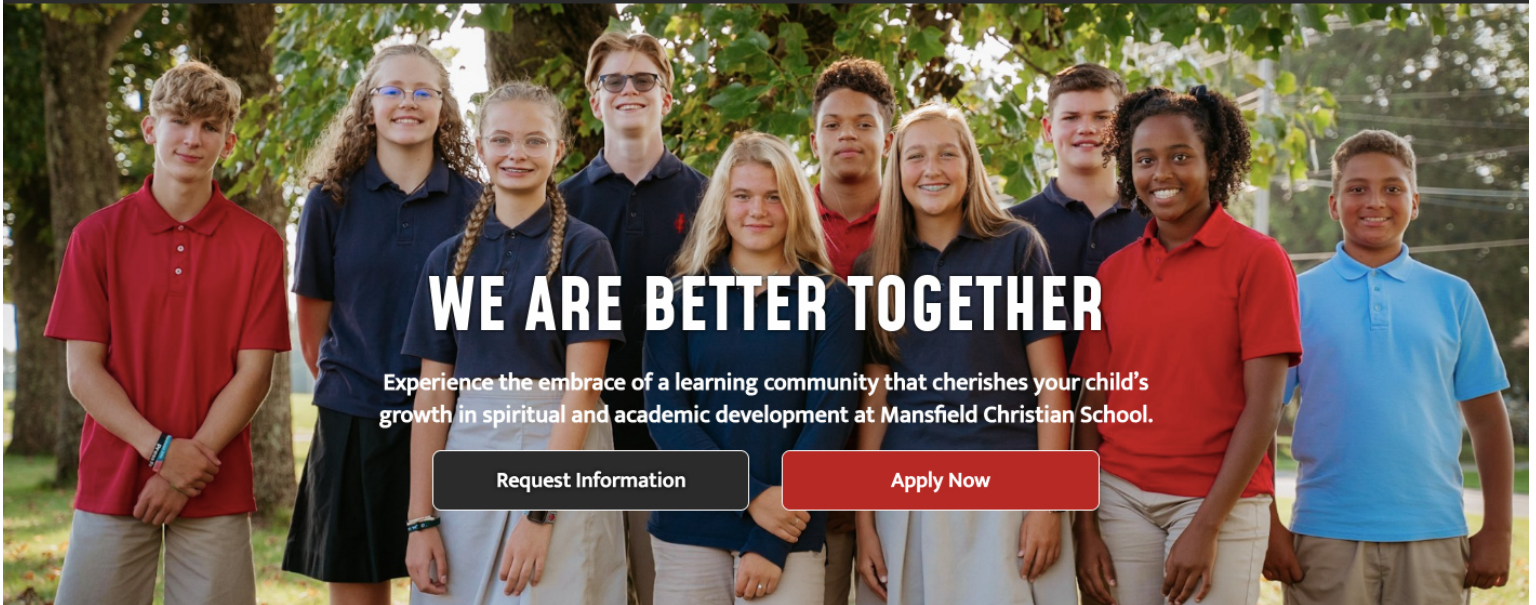 WE ARE BETTER TOGETHER
Experience the embrace of a learning community that cherishes your child's
growth in spiritual and academic development at Mansfield Christian School.
Request Information
Apply Now